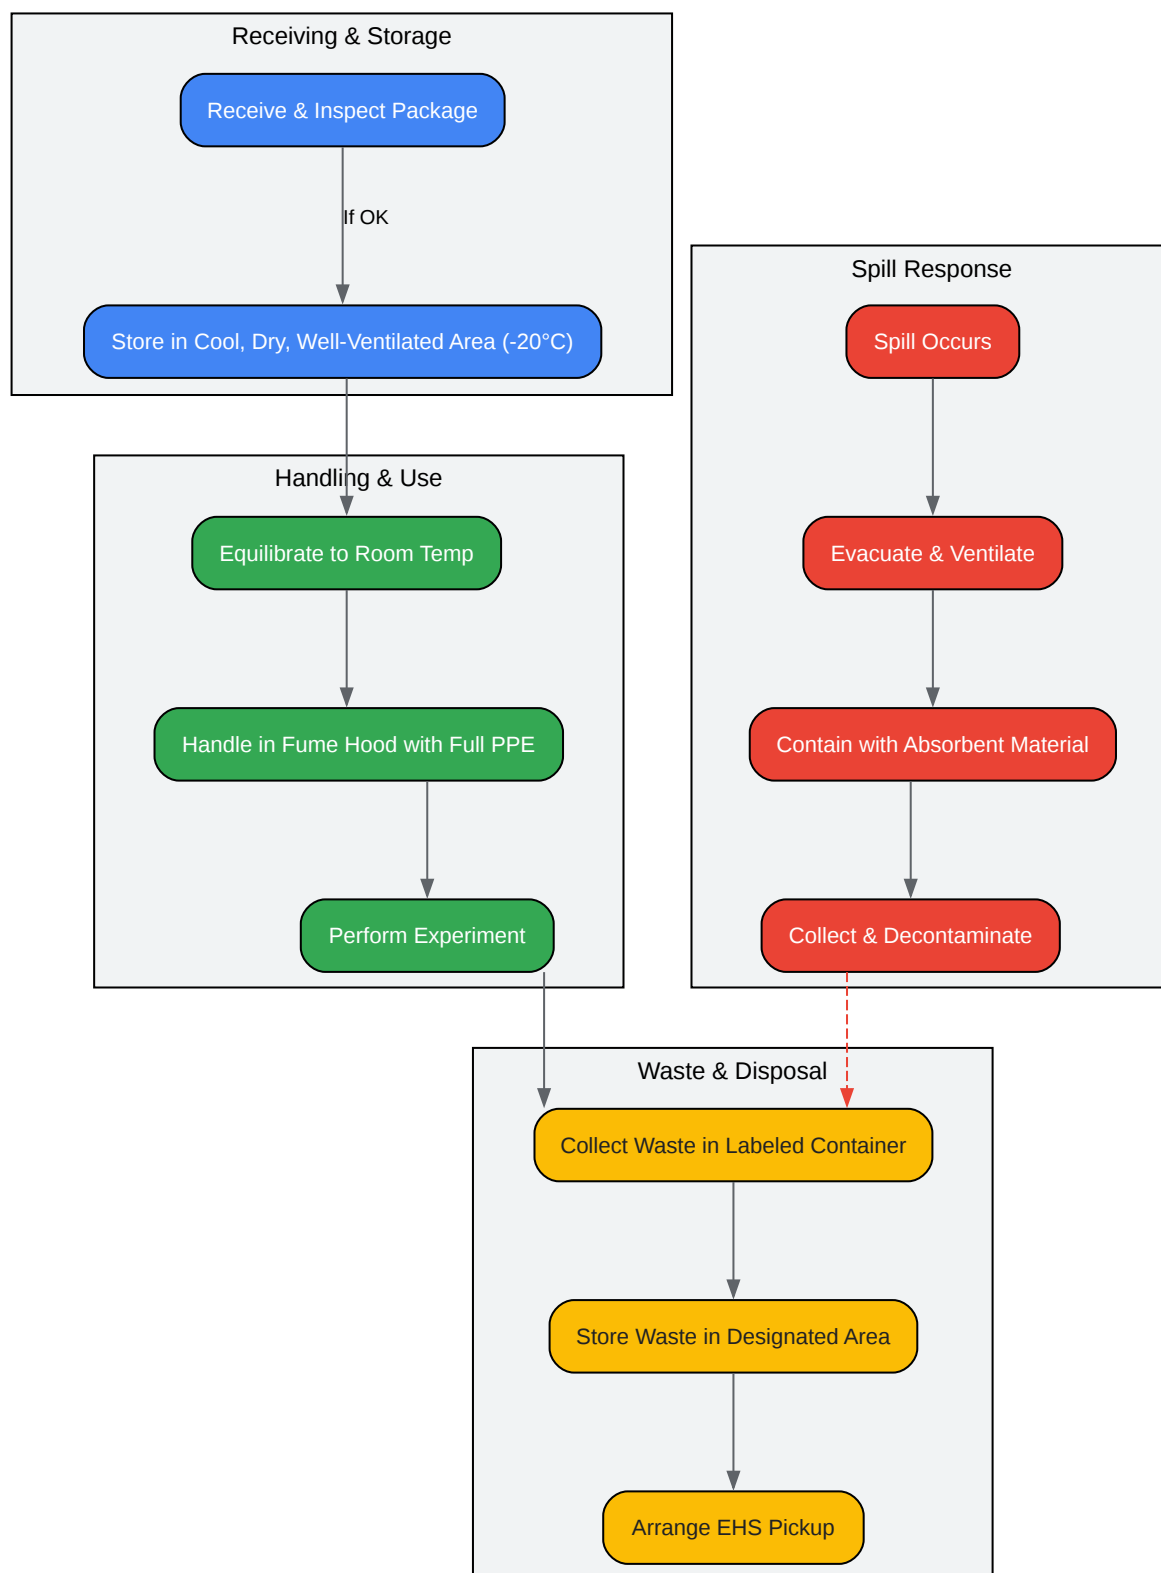 Receiving & Storage
Receive & Inspect Package
If OK
Store in Cool, Dry, Well-Ventilated Area (-20°C)
Handling & Use
Equilibrate to Room Temp
Handle in Fume Hood with Full PPE
Perform Experiment
Spill Response
Spill Occurs
Evacuate & Ventilate
Contain with Absorbent Material
Collect & Decontaminate
Waste & Disposal
Collect Waste in Labeled Container
Store Waste in Designated Area
Arrange EHS Pickup